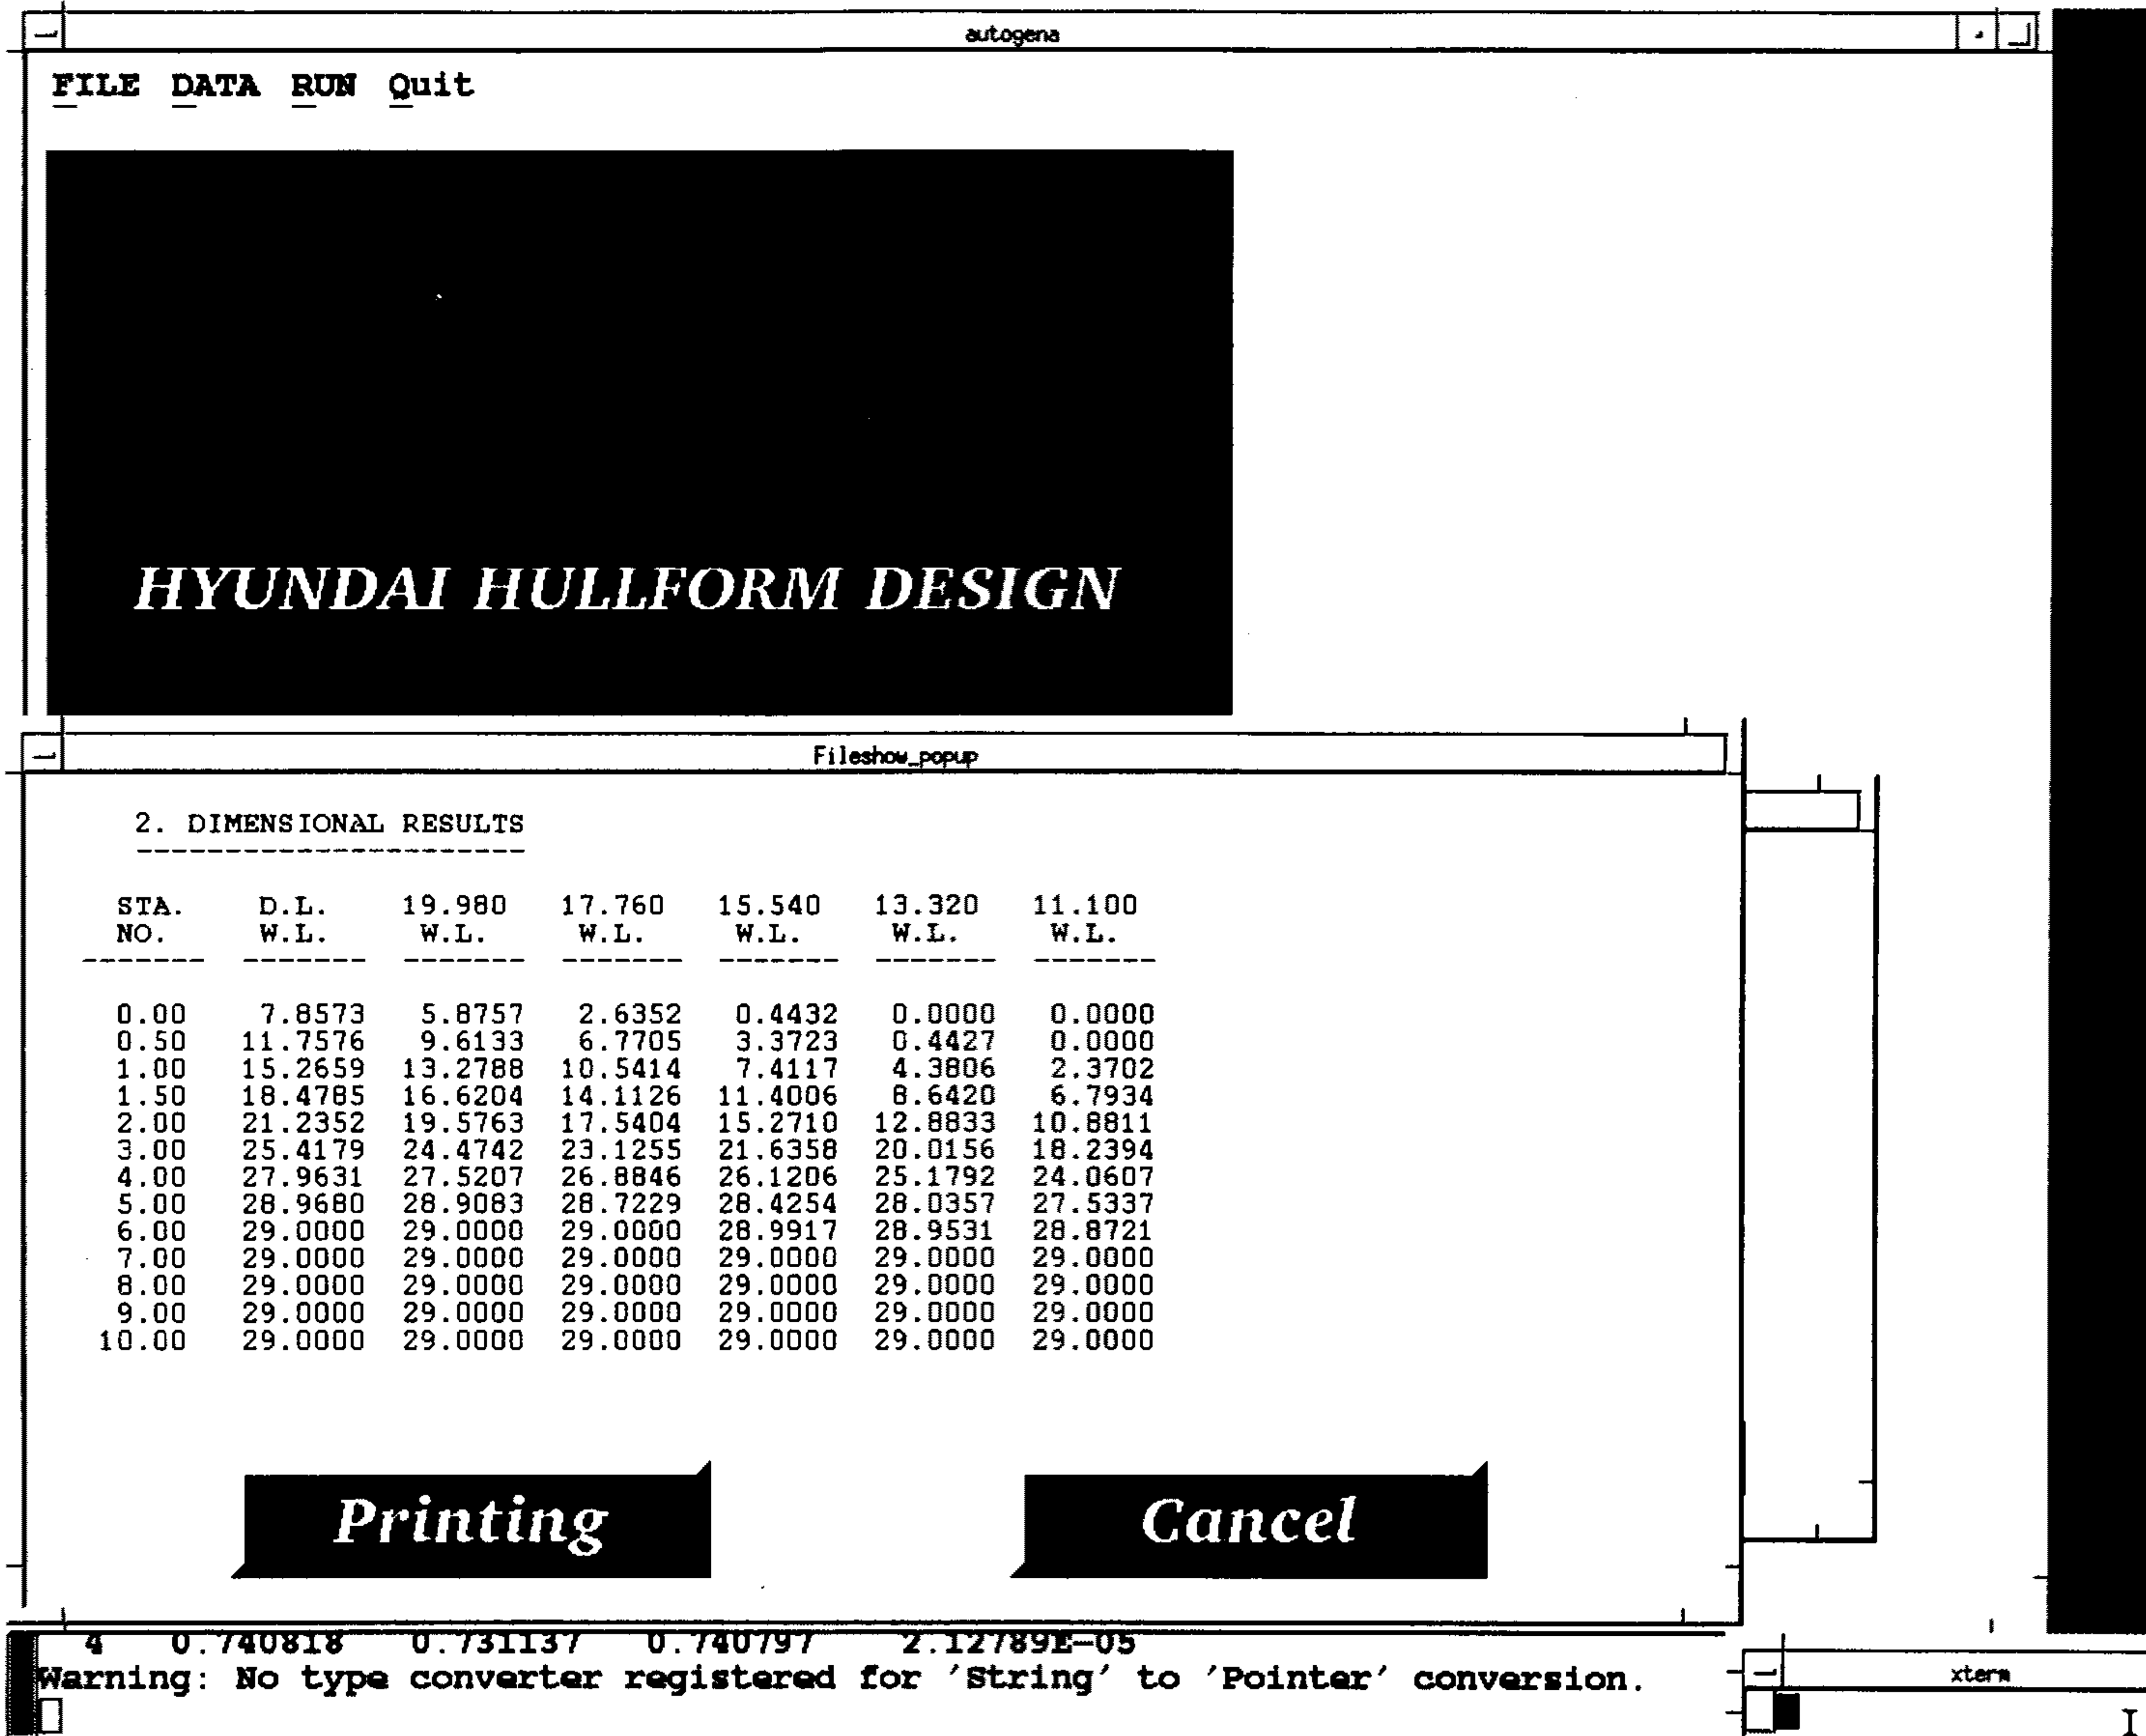 autogena
FILE DATA RUN Quit
HYUNDAI HULLFORM DESIGN
Fileshow_popup
2. DIMENSIONAL RESULTS
----------------------
STA. D.L. 19.980 17.760 15.540 13.320 11.100
NO. W.L. W.L. W.L. W.L. W.L. W.L.
------- ------- ------- ------- ------- ------- -------
0.00 7.8573 5.8757 2.6352 0.4432 0.0000 0.0000
0.50 11.7576 9.6133 6.7705 3.3723 0.4427 0.0000
1.00 15.2659 13.2788 10.5414 7.4117 4.3806 2.3702
1.50 18.4785 16.6204 14.1126 11.4006 8.6420 6.7934
2.00 21.2352 19.5763 17.5404 15.2710 12.8833 10.8811
3.00 25.4179 24.4742 23.1255 21.6358 20.0156 18.2394
4.00 27.9631 27.5207 26.8846 26.1206 25.1792 24.0607
5.00 28.9680 28.9083 28.7229 28.4254 28.0357 27.5337
6.00 29.0000 29.0000 29.0000 28.9917 28.9531 28.8721
7.00 29.0000 29.0000 29.0000 29.0000 29.0000 29.0000
8.00 29.0000 29.0000 29.0000 29.0000 29.0000 29.0000
9.00 29.0000 29.0000 29.0000 29.0000 29.0000 29.0000
10.00 29.0000 29.0000 29.0000 29.0000 29.0000 29.0000
Printing Cancel
4 0.740818 0.731137 0.740797 2.12789E-05
Warning: No type converter registered for 'String' to 'Pointer' conversion.
xterm